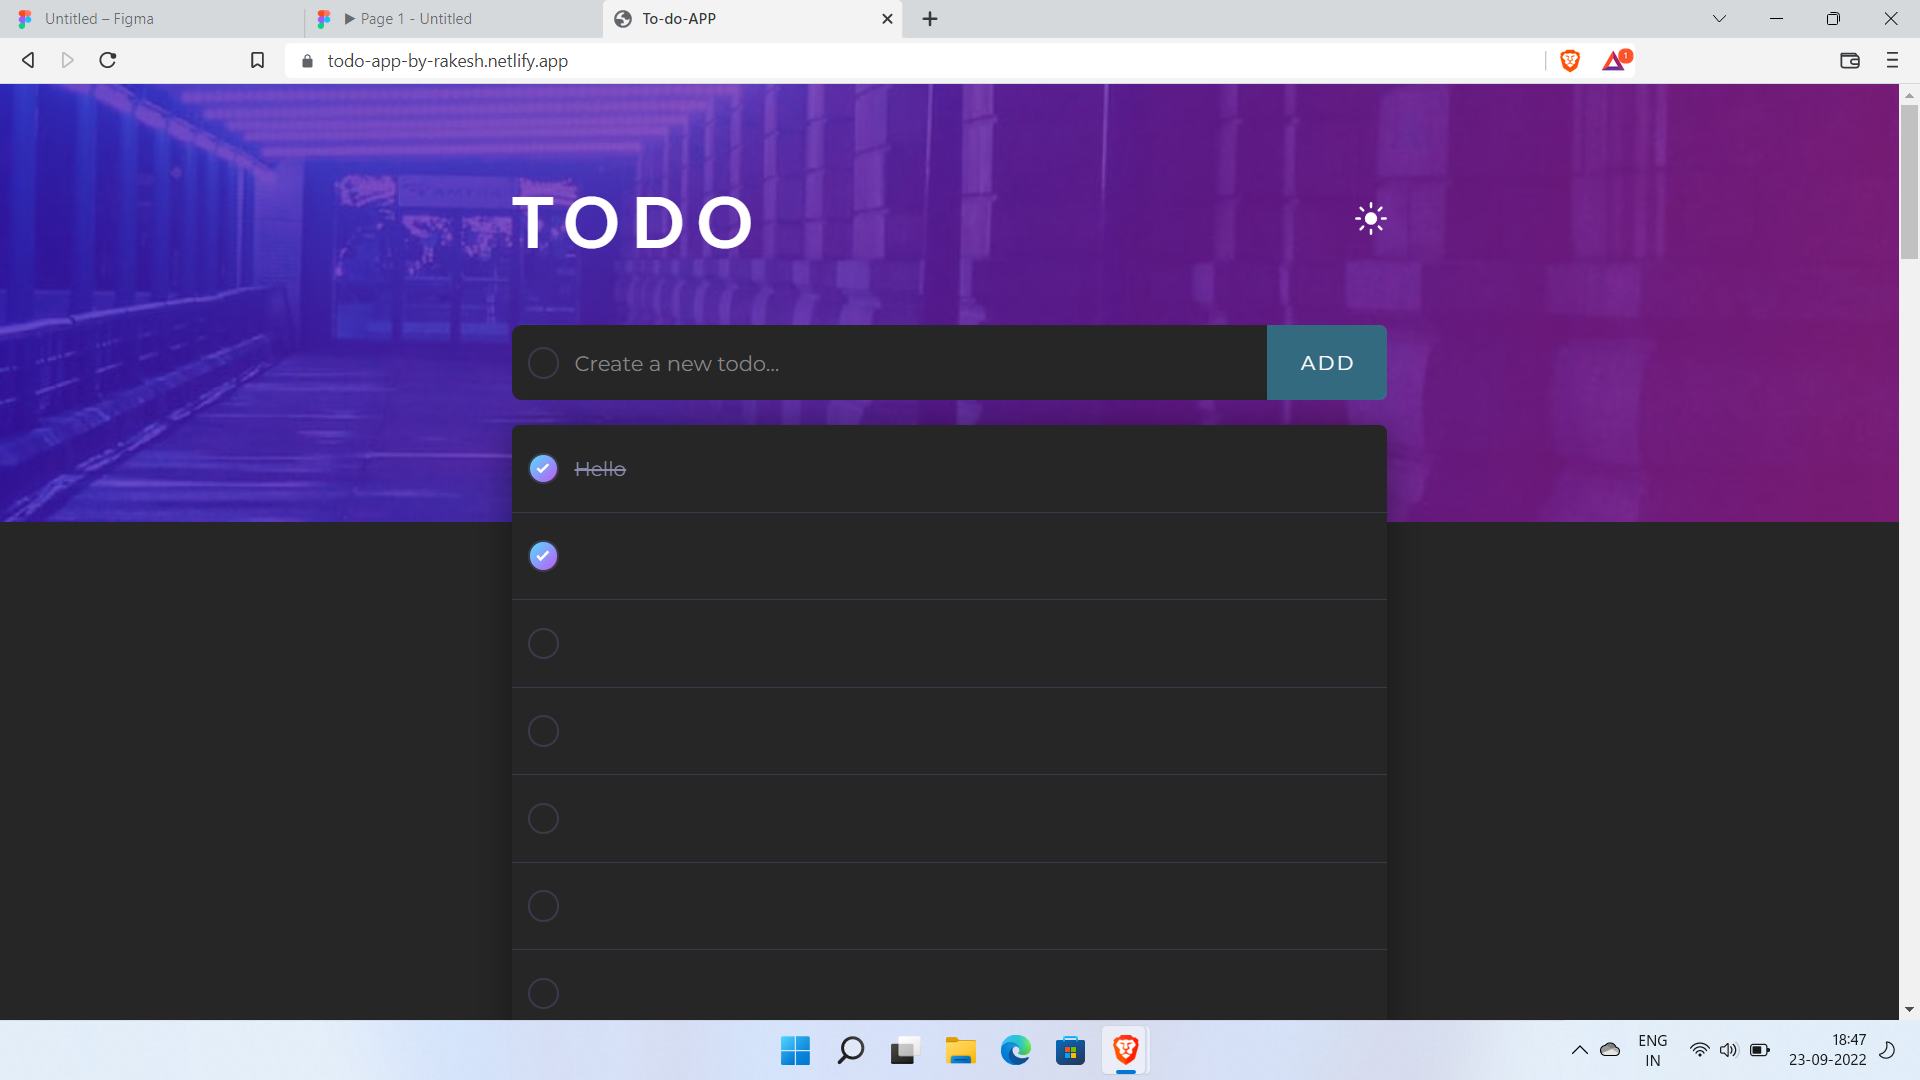 Untitled – Figma
Page 1 - Untitled
To-do-APP
todo-app-by-rakesh.netlify.app
1
TODO
Create a new todo...
ADD
Hello
ENG
IN
18:47
23-09-2022